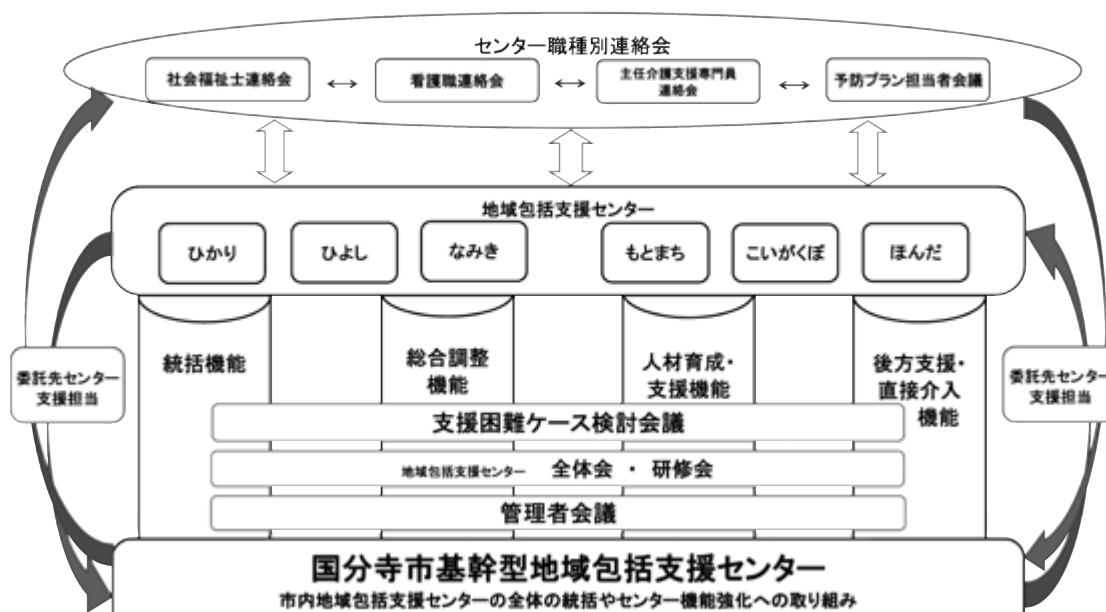 センター職種別連絡会
社会福祉士連絡会
↔
看護職連絡会
↔
主任介護支援専門員
連絡会
↔
予防プラン担当者会議
地域包括支援センター
ひかり
ひよし
なみき
もとまち
こいがくぼ
ほんだ
委託先センター
支援担当
統括機能
総合調整
機能
人材育成・
支援機能
後方支援・
直接介入
機能
委託先センター
支援担当
支援困難ケース検討会議
地域包括支援センター 全体会 ・ 研修会
管理者会議
国分寺市基幹型地域包括支援センター
市内地域包括支援センターの全体の統括やセンター機能強化への取り組み